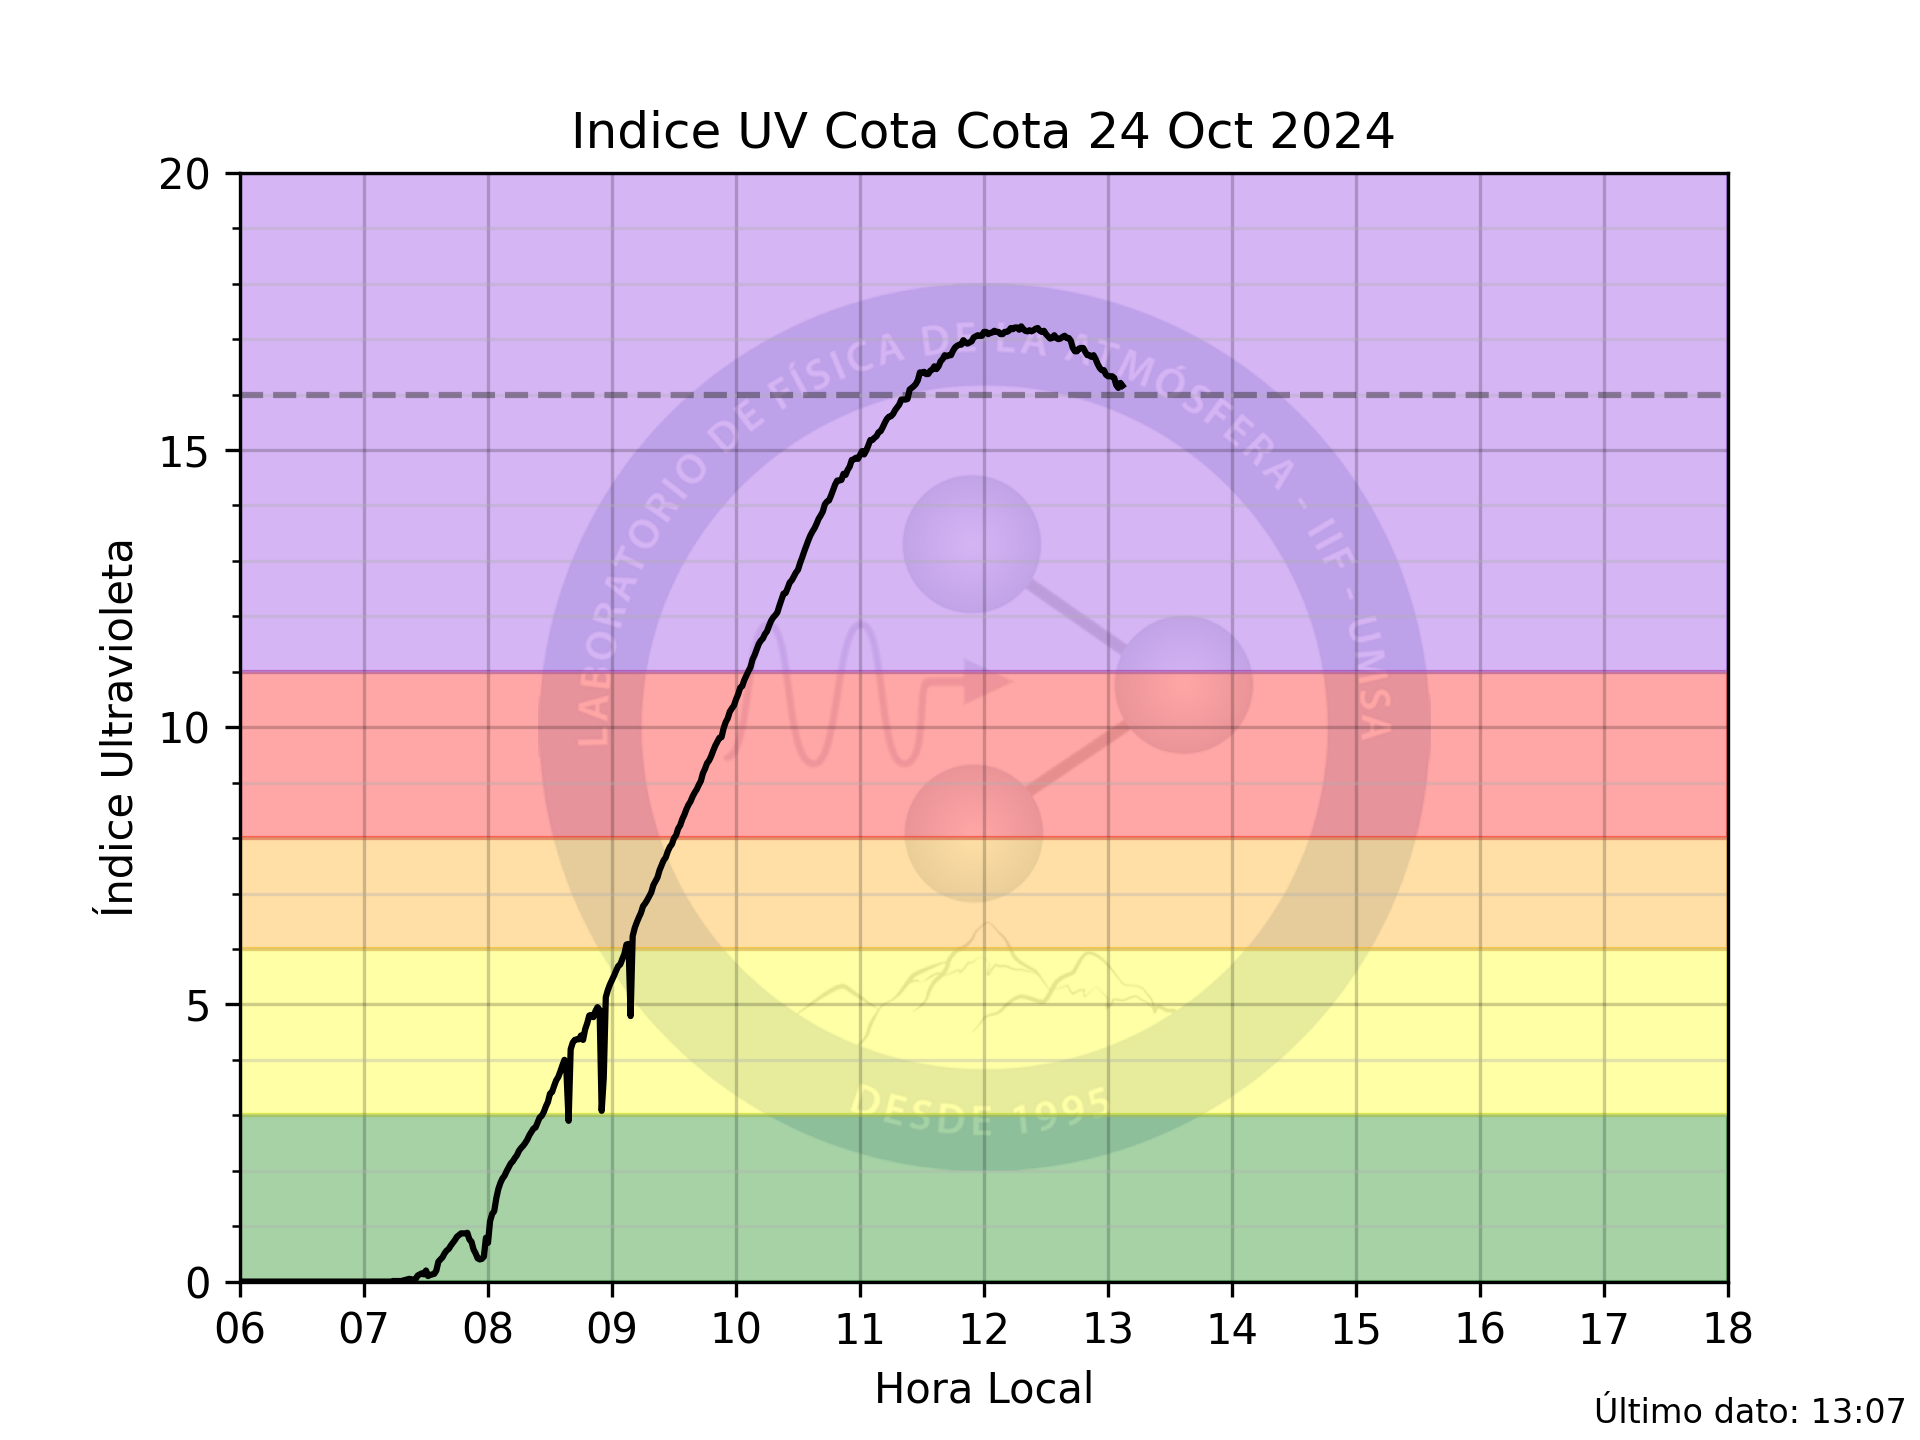 Indice UV Cota Cota 24 Oct 2024
20
15
10
5
0
Índice Ultravioleta
06 07 08 09 10 11 12 13 14 15 16 17 18
Hora Local
Último dato: 13:07
LABORATORIO DE FÍSICA DE LA ATMÓSFERA - IIF - UMSA
DESDE 1995